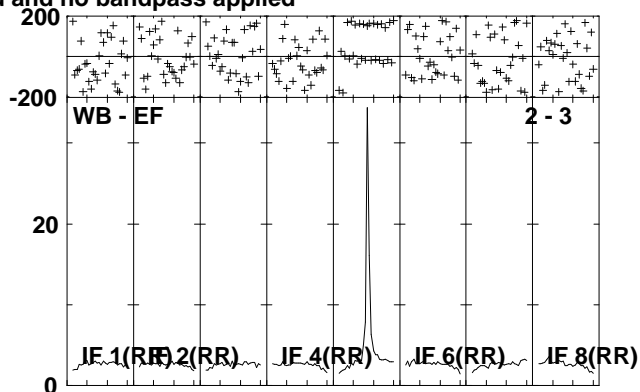 and no bandpass applied
200
-200
WB - EF
2 - 3
20
IF 1(RR)
IF 2(RR)
IF 4(RR)
IF 6(RR)
IF 8(RR)
0